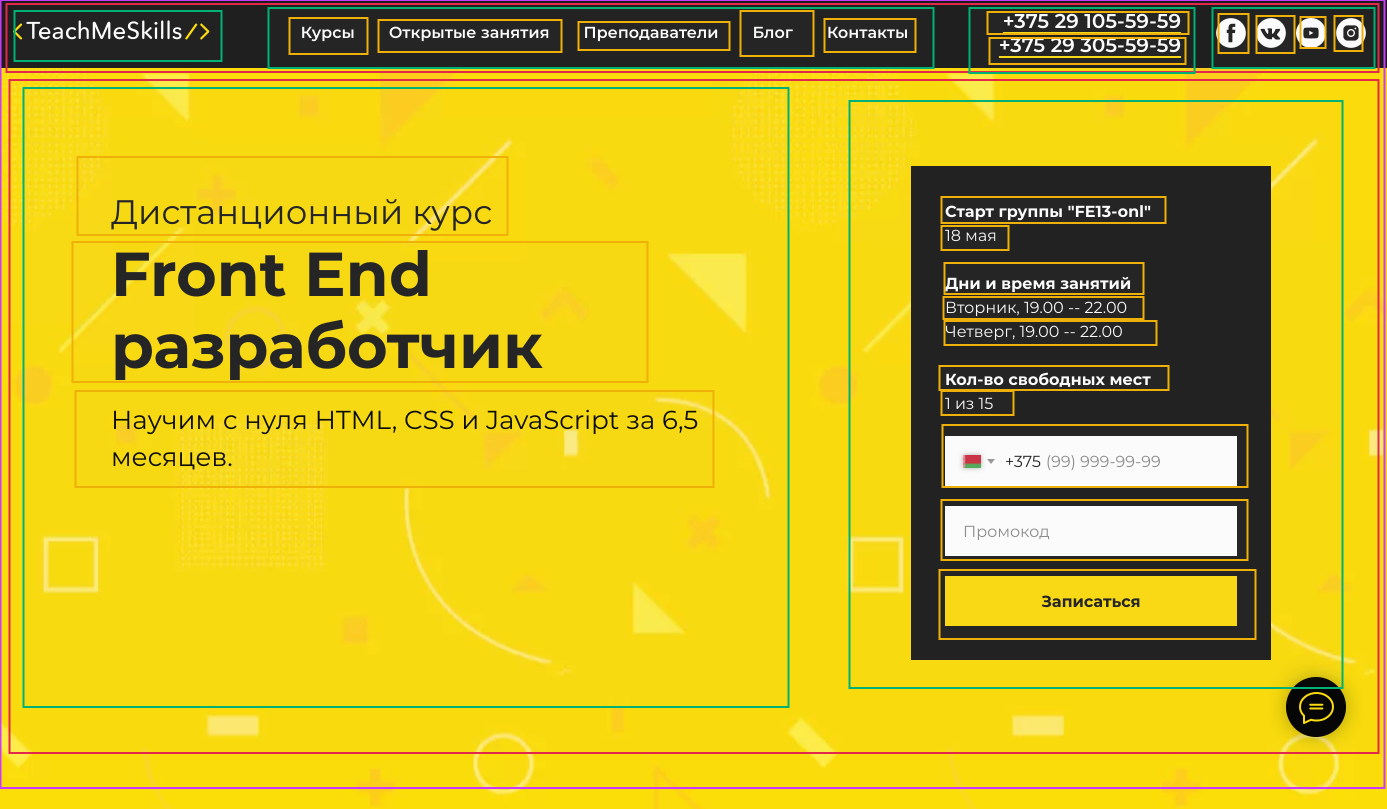 <TeachMeSkills/>
Курсы
Открытые занятия
Преподаватели
Блог
Контакты
+375 29 105-59-59
+375 29 305-59-59
Дистанционный курс
Front End
разработчик
Научим с нуля HTML, CSS и JavaScript за 6,5
месяцев.
Старт группы "FE13-onl"
18 мая
Дни и время занятий
Вторник, 19.00 -- 22.00
Четверг, 19.00 -- 22.00
Кол-во свободных мест
1 из 15
+375 (99) 999-99-99
Промокод
Записаться